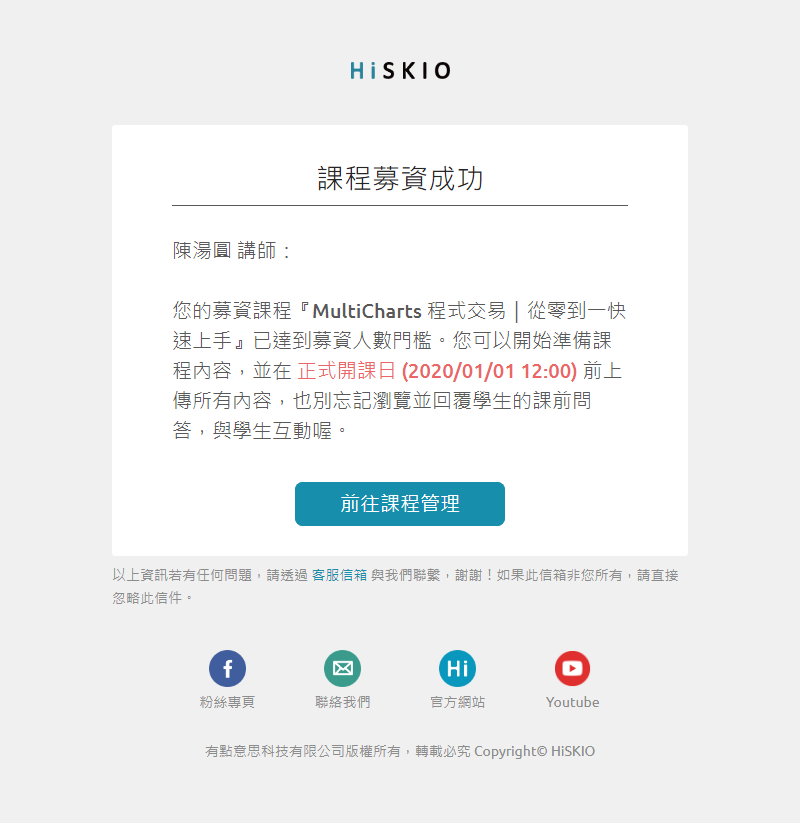 HiSKIO
課程募資成功
陳湯圓 講師：
您的募資課程『MultiCharts 程式交易｜從零到一快
速上手』已達到募資人數門檻。您可以開始準備課
程內容，並在 正式開課日 (2020/01/01 12:00) 前上
傳所有內容，也別忘記瀏覽並回覆學生的課前問
答，與學生互動喔。
前往課程管理
以上資訊若有任何問題，請透過 客服信箱 與我們聯繫，謝謝！如果此信箱非您所有，請直接
忽略此信件。
f Hi
粉絲專頁 聯絡我們 官方網站 Youtube
有點意思科技有限公司版權所有，轉載必究 Copyright© HiSKIO